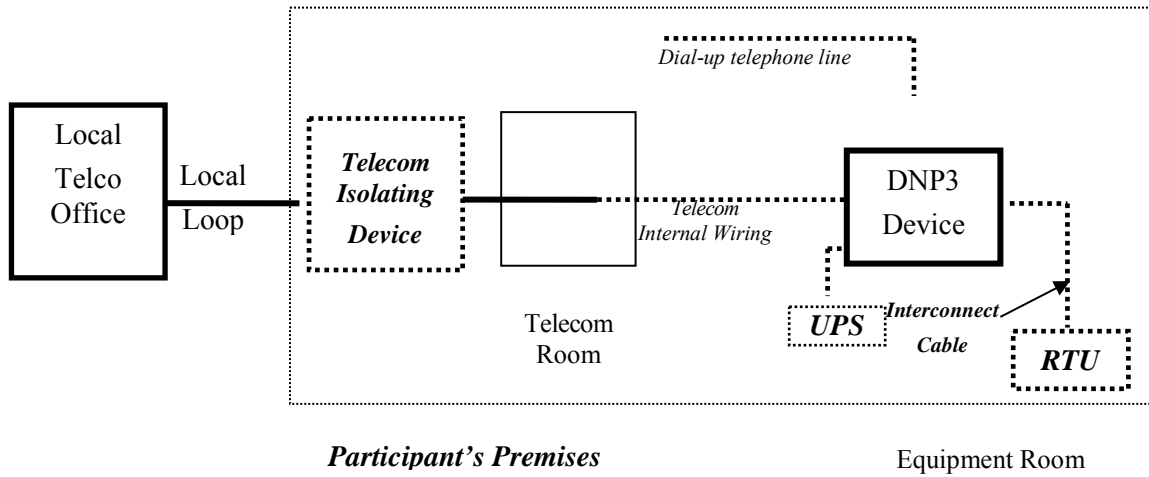 Dial-up telephone line
Local
Telco
Office
Local
Loop
Telecom
Isolating
Device
Telecom
Internal Wiring
DNP3
Device
Telecom
Room
UPS
Interconnect
Cable
RTU
Participant's Premises
Equipment Room